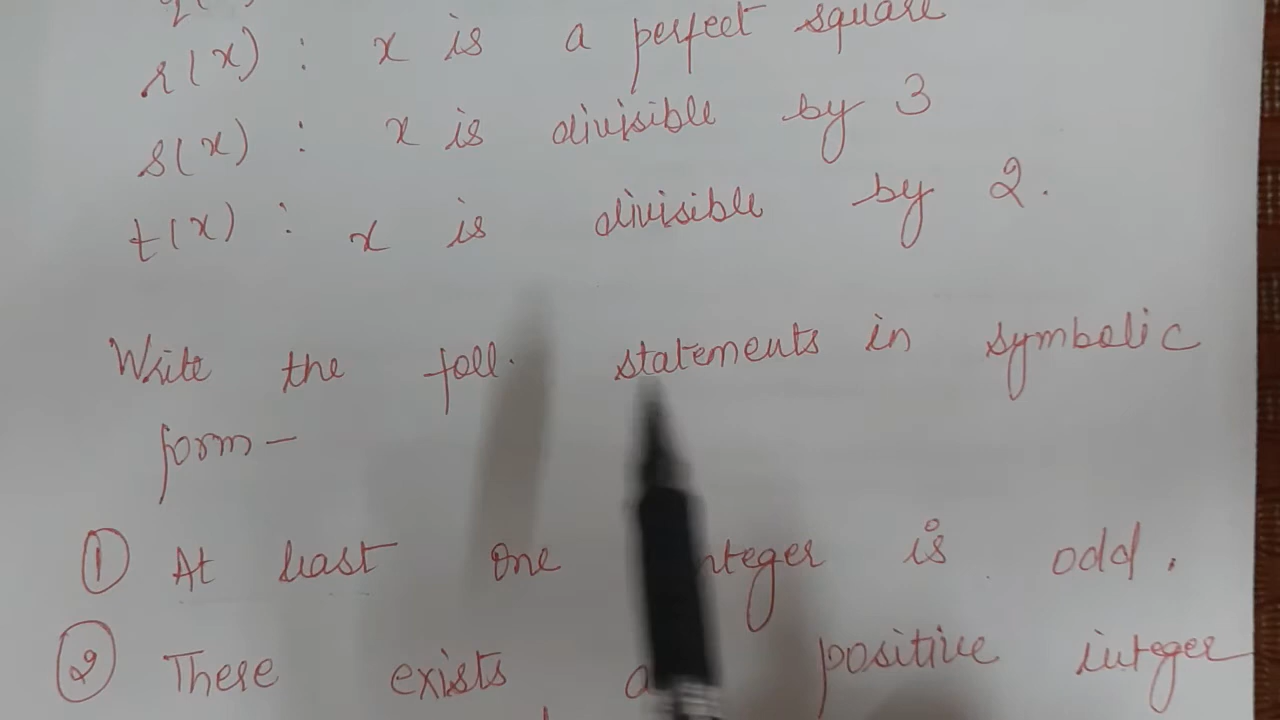 r(x) : x is a perfect square
s(x) : x is divisible by 3
t(x) : x is divisible by 2.
Write the foll. statements in symbolic
form –
① At least one integer is odd.
② There exists a positive integer